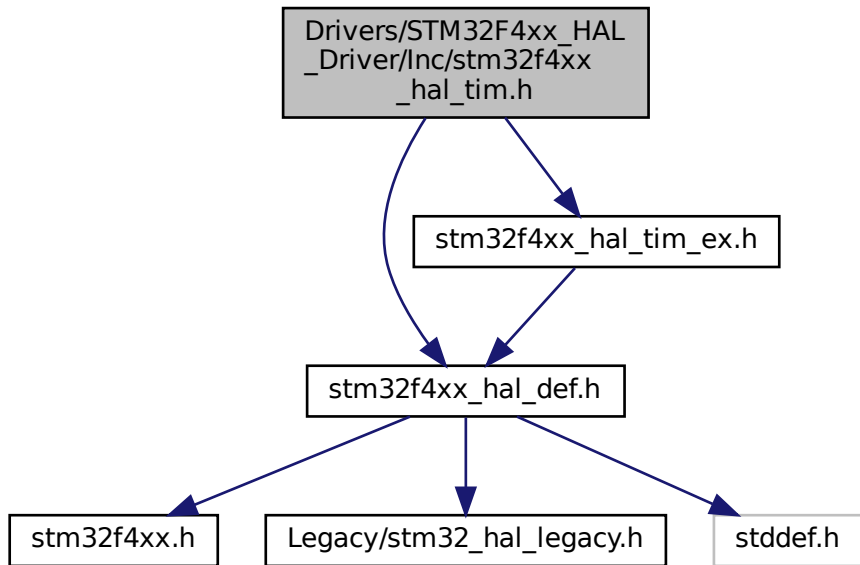 Drivers/STM32F4xx_HAL
_Driver/Inc/stm32f4xx
_hal_tim.h
stm32f4xx_hal_tim_ex.h
stm32f4xx_hal_def.h
stm32f4xx.h
Legacy/stm32_hal_legacy.h
stddef.h